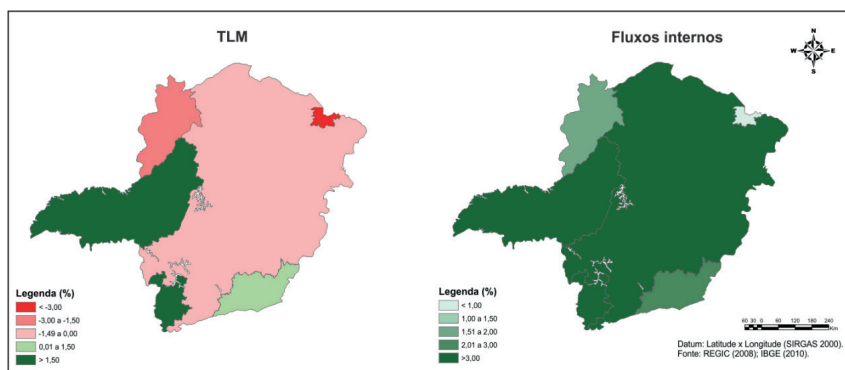 TLM
Legenda (%)
< -3,00
-3,00 a -1,50
-1,49 a 0,00
0,01 a 1,50
> 1,50
Fluxos internos
N
W E
S
Legenda (%)
< 1,00
1,00 a 1,50
1,51 a 2,00
2,01 a 3,00
>3,00
60 30 0 60 120 180 240
Km
Datum: Latitude x Longitude (SIRGAS 2000).
Fonte: REGIC (2008); IBGE (2010).